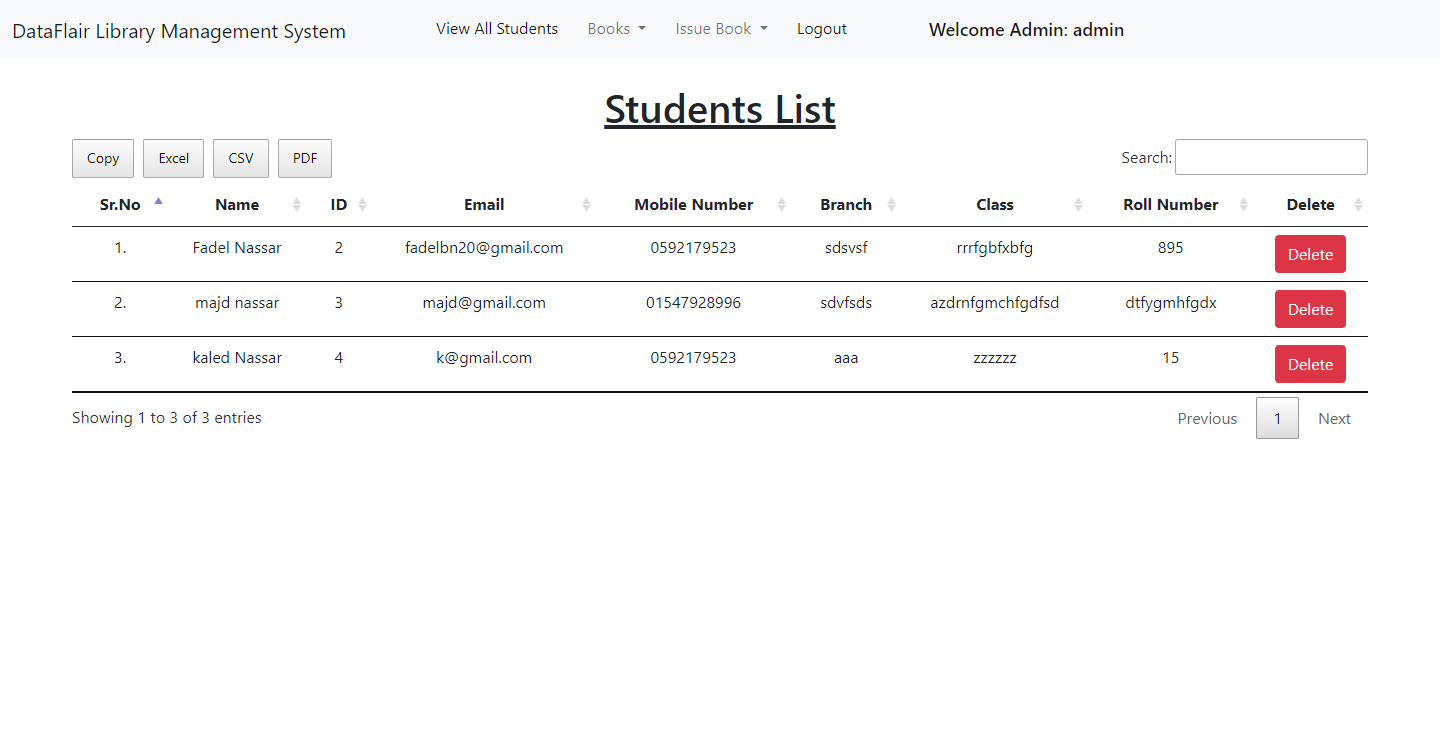 DataFlair Library Management System View All Students Books Issue Book Logout Welcome Admin: admin
Students List
Copy Excel CSV PDF Search:
Sr.No Name ID Email Mobile Number Branch Class Roll Number Delete
1. Fadel Nassar 2 fadelbn20@gmail.com 0592179523 sdsvsf rrrfgbfxbfg 895 Delete
2. majd nassar 3 majd@gmail.com 01547928996 sdvfsds azdrnfgmchfgdfsd dtfygmhfgdx Delete
3. kaled Nassar 4 k@gmail.com 0592179523 aaa zzzzzz 15 Delete
Showing 1 to 3 of 3 entries Previous 1 Next